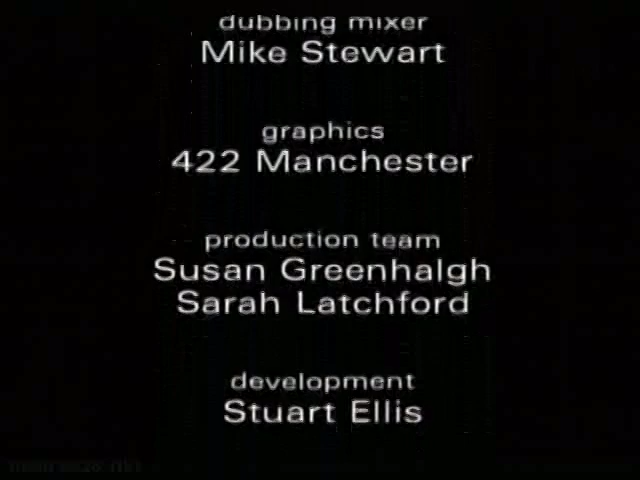 dubbing mixer
Mike Stewart
graphics
422 Manchester
production team
Susan Greenhalgh
Sarah Latchford
development
Stuart Ellis